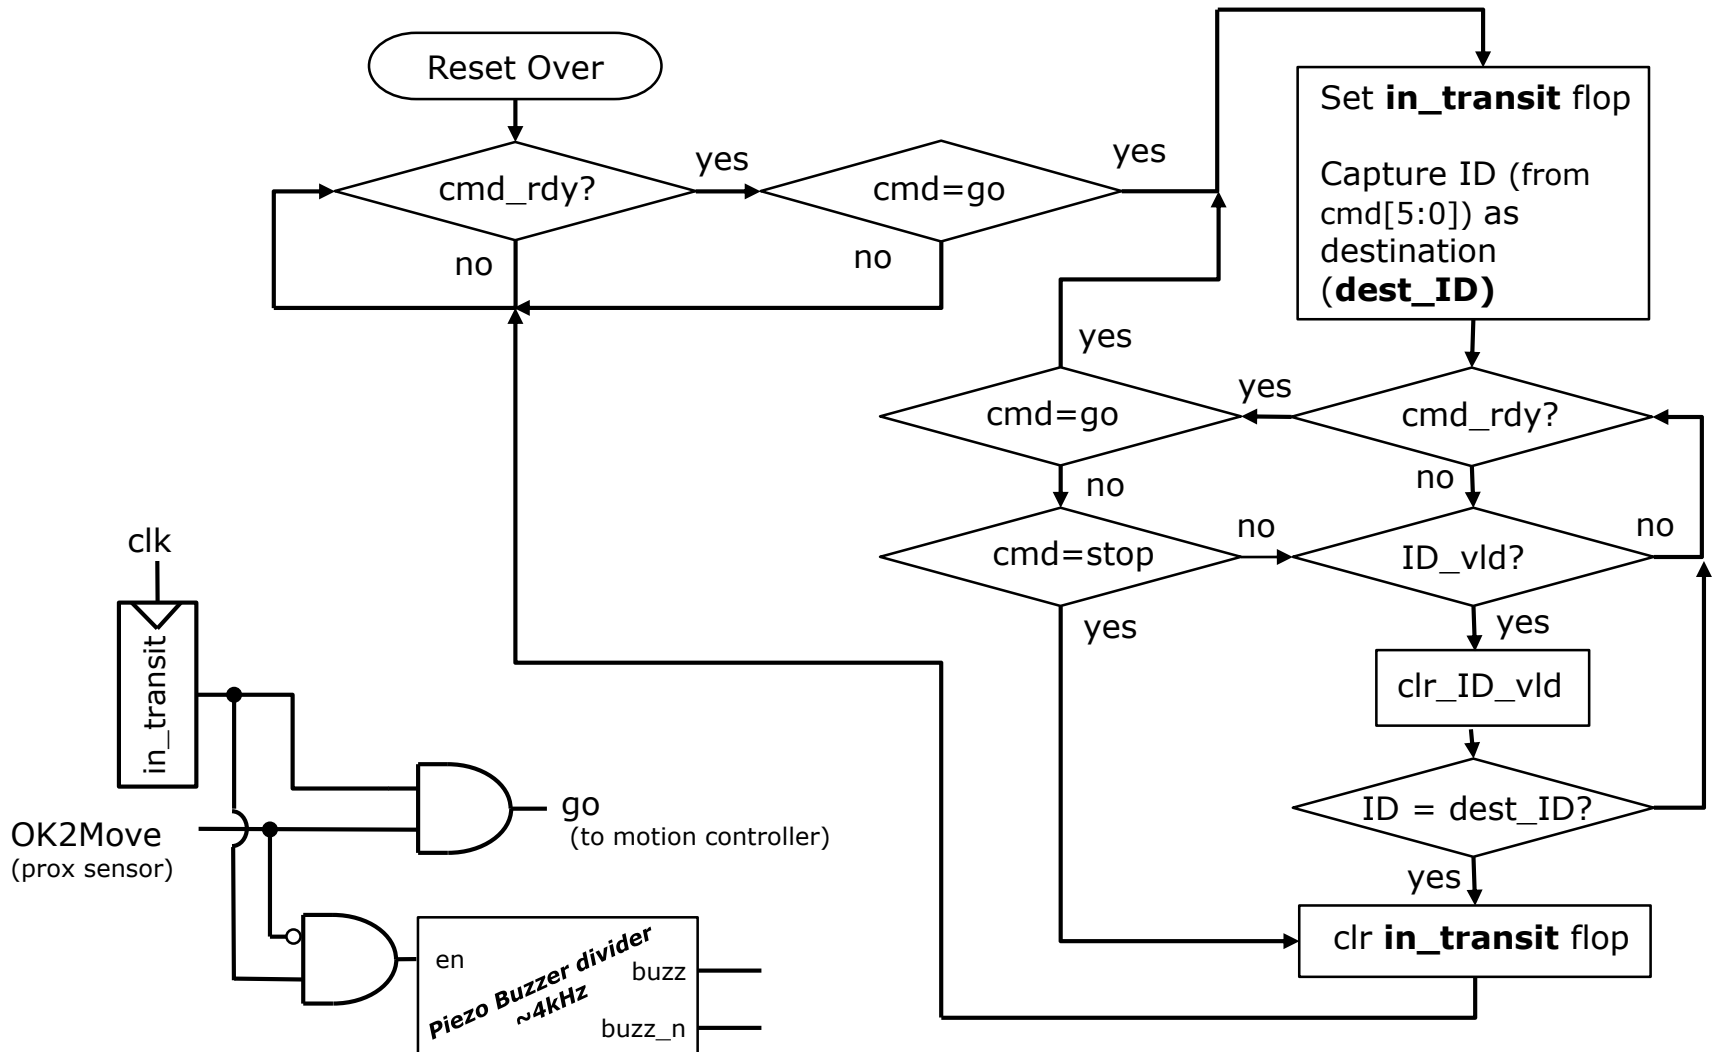 Reset Over
cmd_rdy?
yes
cmd=go
yes
no
no
Set in_transit flop
Capture ID (from
cmd[5:0]) as
destination
(dest_ID)
yes
cmd=go
yes
cmd_rdy?
no
no
cmd=stop
no
ID_vld?
no
yes
yes
clr_ID_vld
ID = dest_ID?
yes
clr in_transit flop
clk
in_transit
OK2Move
(prox sensor)
go
(to motion controller)
en
Piezo Buzzer divider
~4kHz
buzz
buzz_n